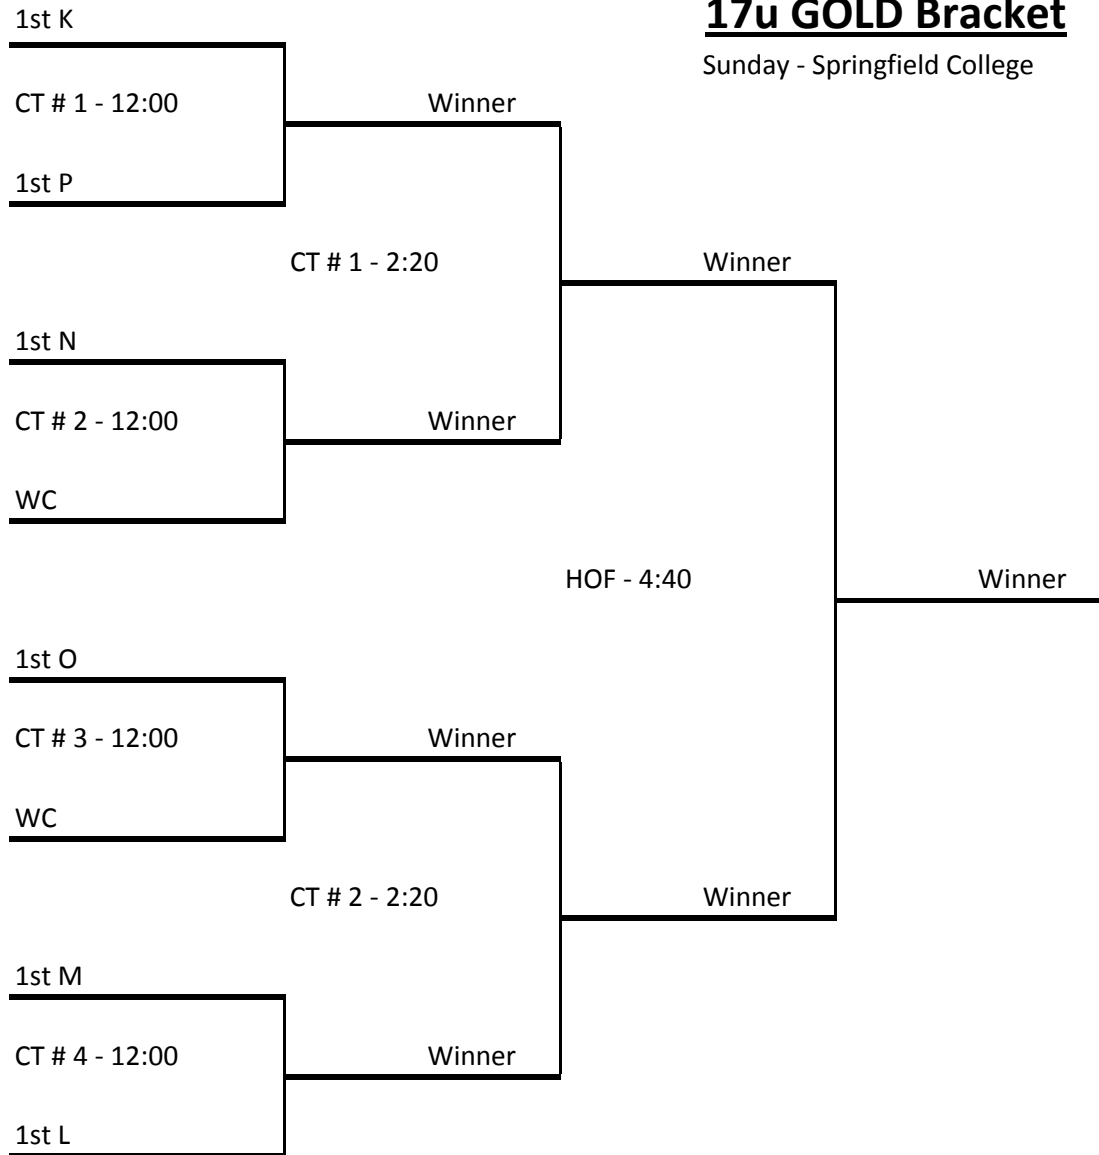 17u GOLD Bracket
Sunday - Springfield College
1st K
CT # 1 - 12:00
Winner
1st P
CT # 1 - 2:20
Winner
1st N
CT # 2 - 12:00
Winner
WC
HOF - 4:40
Winner
1st O
CT # 3 - 12:00
Winner
WC
CT # 2 - 2:20
Winner
1st M
CT # 4 - 12:00
Winner
1st L